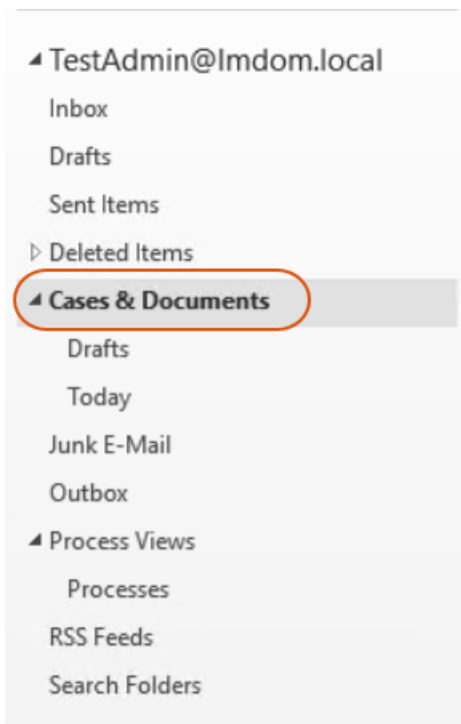 TestAdmin@lmdom.local
Inbox
Drafts
Sent Items
Deleted Items
Cases & Documents
Drafts
Today
Junk E-Mail
Outbox
Process Views
Processes
RSS Feeds
Search Folders